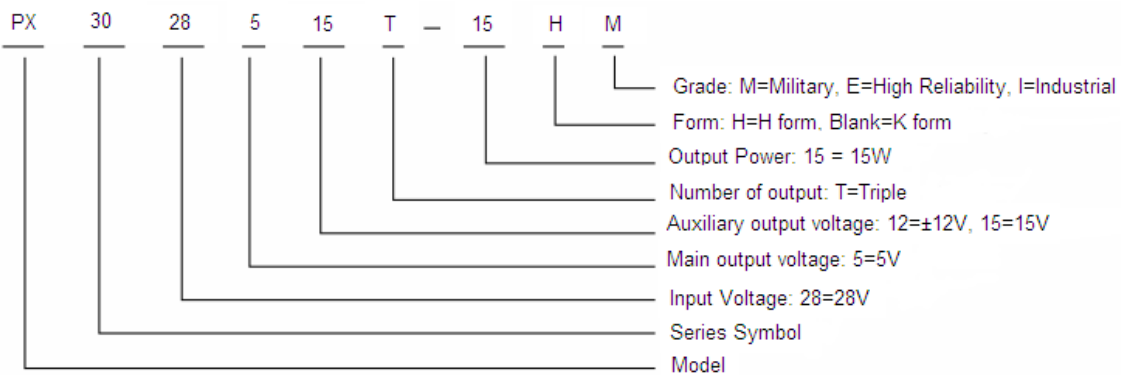 PX 30 28 5 15 T – 15 H M
Grade: M=Military, E=High Reliability, I=Industrial
Form: H=H form, Blank=K form
Output Power: 15 = 15W
Number of output: T=Triple
Auxiliary output voltage: 12=±12V, 15=15V
Main output voltage: 5=5V
Input Voltage: 28=28V
Series Symbol
Model